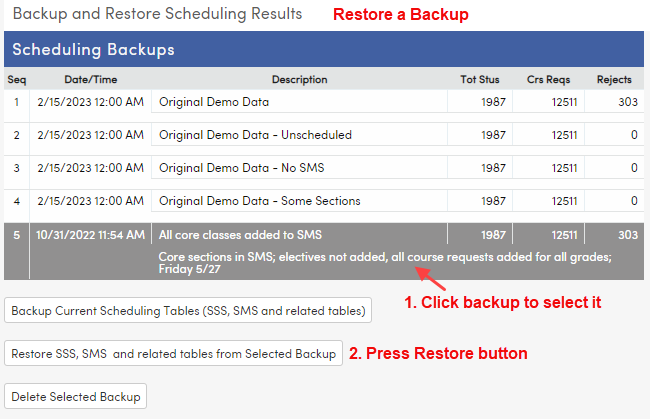 Backup and Restore Scheduling Results Restore a Backup
Scheduling Backups
Seq Date/Time Description Tot Stus Crs Reqs Rejects
1 2/15/2023 12:00 AM Original Demo Data 1987 12511 303
2 2/15/2023 12:00 AM Original Demo Data - Unscheduled 1987 12511 0
3 2/15/2023 12:00 AM Original Demo Data - No SMS 1987 12511 0
4 2/15/2023 12:00 AM Original Demo Data - Some Sections 1987 12511 0
5 10/31/2022 11:54 AM All core classes added to SMS 1987 12511 303
Core sections in SMS; electives not added, all course requests added for all grades;
Friday 5/27
1. Click backup to select it
Backup Current Scheduling Tables (SSS, SMS and related tables)
Restore SSS, SMS and related tables from Selected Backup 2. Press Restore button
Delete Selected Backup